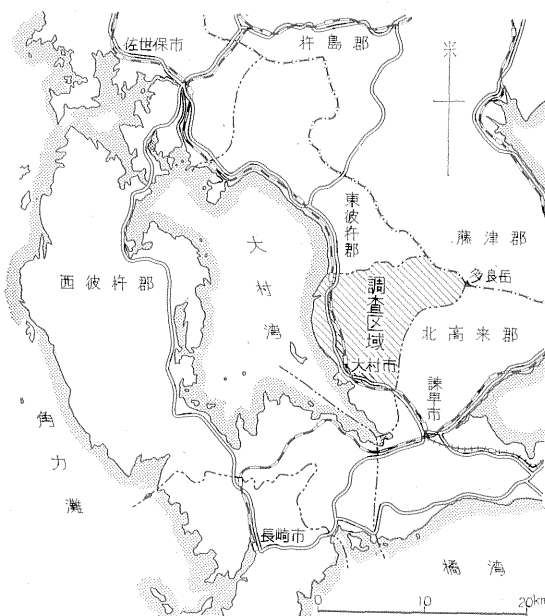 佐世保市
杵島郡
東彼杵郡
藤津郡
多良岳
大村湾
西彼杵郡
調査区域
北高来郡
大村市
諫早市
角力灘
長崎市
橘湾
0 10 20km